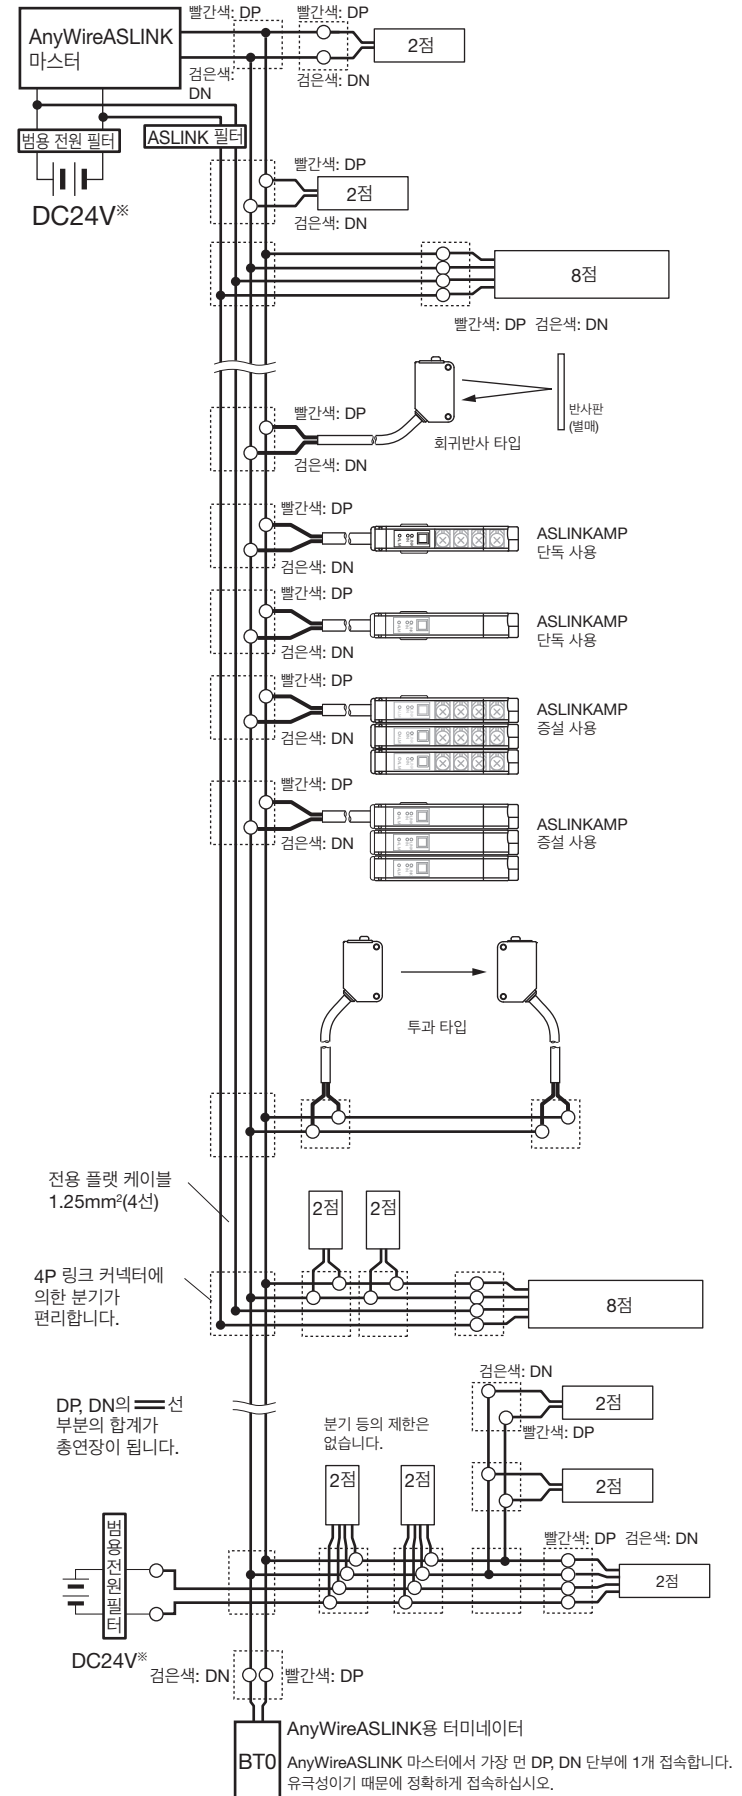 빨간색: DP
빨간색: DP
AnyWireASLINK
마스터
2점
검은색:
DN
검은색: DN
범용 전원 필터
ASLINK 필터
DC24V※
빨간색: DP
2점
검은색: DN
8점
빨간색: DP 검은색: DN
빨간색: DP
검은색: DN
회귀반사 타입
반사판
(별매)
빨간색: DP
검은색: DN
ASLINKAMP
단독 사용
빨간색: DP
검은색: DN
ASLINKAMP
단독 사용
빨간색: DP
검은색: DN
ASLINKAMP
증설 사용
빨간색: DP
검은색: DN
ASLINKAMP
증설 사용
투과 타입
전용 플랫 케이블
1.25mm²(4선)
2점
2점
4P 링크 커넥터에
의한 분기가
편리합니다.
8점
DP, DN의 선
부분의 합계가
총연장이 됩니다.
분기 등의 제한은
없습니다.
검은색: DN
2점
빨간색: DP
2점
2점
2점
빨간색: DP 검은색: DN
2점
범용전원필터
DC24V※
검은색: DN
빨간색: DP
BT0
AnyWireASLINK용 터미네이터
AnyWireASLINK 마스터에서 가장 먼 DP, DN 단부에 1개 접속합니다.
유극성이기 때문에 정확하게 접속하십시오.